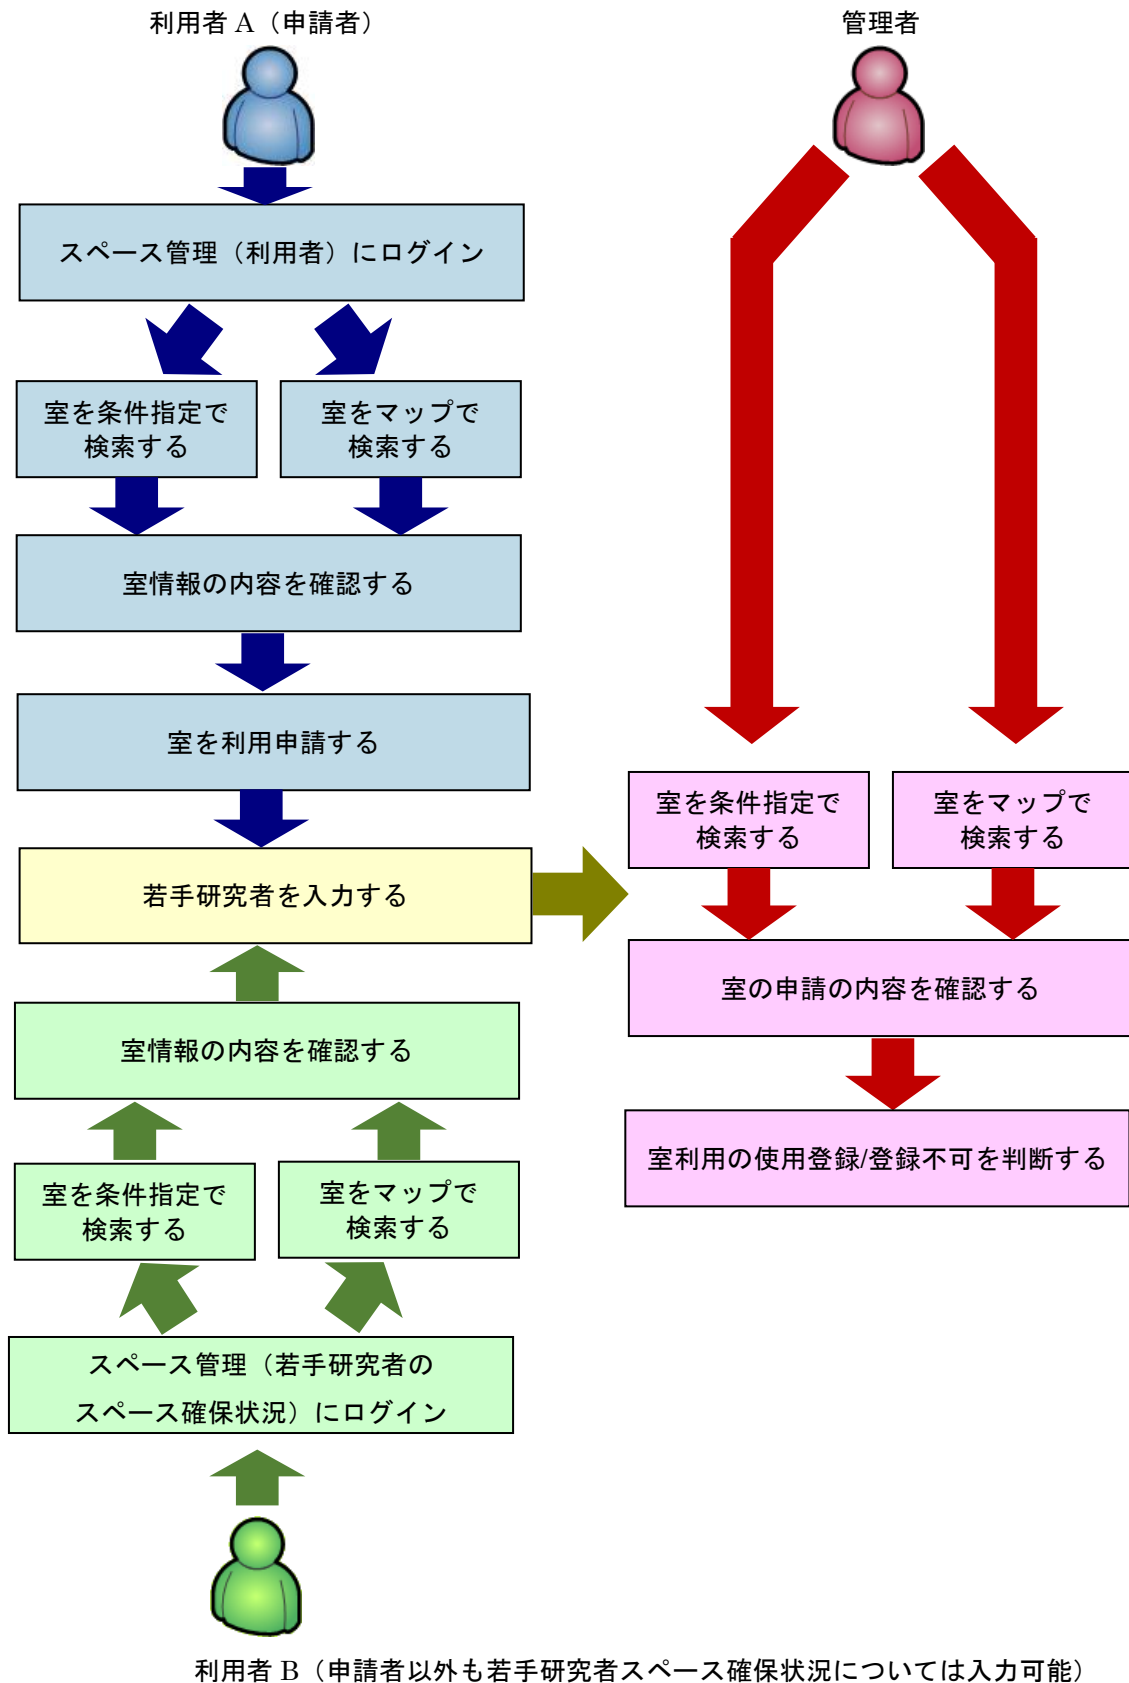 利用者 A（申請者）
管理者
スペース管理（利用者）にログイン
室を条件指定で
検索する
室をマップで
検索する
室情報の内容を確認する
室を利用申請する
室を条件指定で
検索する
室をマップで
検索する
若手研究者を入力する
室の申請の内容を確認する
室情報の内容を確認する
室利用の使用登録/登録不可を判断する
室を条件指定で
検索する
室をマップで
検索する
スペース管理（若手研究者の
スペース確保状況）にログイン
利用者 B（申請者以外も若手研究者スペース確保状況については入力可能）